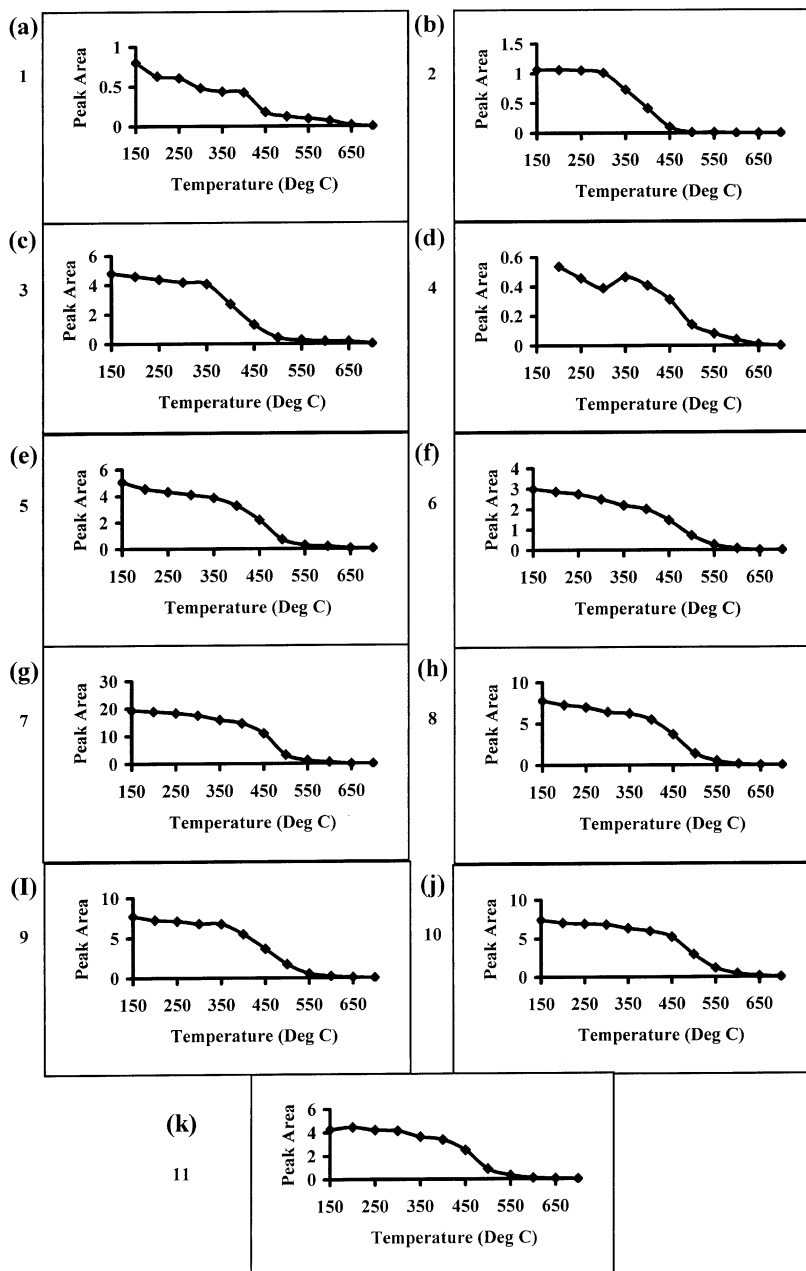 (a)
1
Peak Area
1
0.5
0
150 250 350 450 550 650
Temperature (Deg C)
(b)
2
Peak Area
1.5
1
0.5
0
150 250 350 450 550 650
Temperature (Deg C)
(c)
3
Peak Area
6
4
2
0
150 250 350 450 550 650
Temperature (Deg C)
(d)
4
Peak Area
0.6
0.4
0.2
0
150 250 350 450 550 650
Temperature (Deg C)
(e)
5
Peak Area
6
4
2
0
150 250 350 450 550 650
Temperature (Deg C)
(f)
6
Peak Area
4
3
2
1
0
150 250 350 450 550 650
Temperature (Deg C)
(g)
7
Peak Area
30
20
10
0
150 250 350 450 550 650
Temperature (Deg C)
(h)
8
Peak Area
10
5
0
150 250 350 450 550 650
Temperature (Deg C)
(I)
9
Peak Area
10
5
0
150 250 350 450 550 650
Temperature (Deg C)
(j)
10
Peak Area
10
5
0
150 250 350 450 550 650
Temperature (Deg C)
(k)
11
Peak Area
6
4
2
0
150 250 350 450 550 650
Temperature (Deg C)